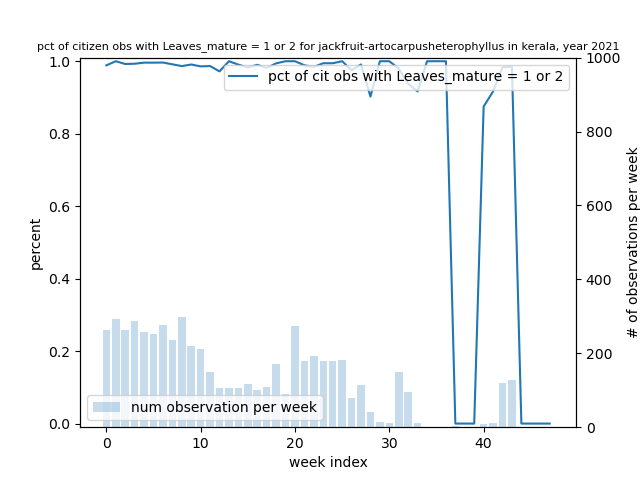 pct of citizen obs with Leaves_mature = 1 or 2 for jackfruit-artocarpusheterophyllus in kerala, year 2021
pct of cit obs with Leaves_mature = 1 or 2
1.0
0.8
0.6
0.4
0.2
0.0
percent
1000
800
600
400
200
0
# of observations per week
num observation per week
0
10
20
30
40
week index